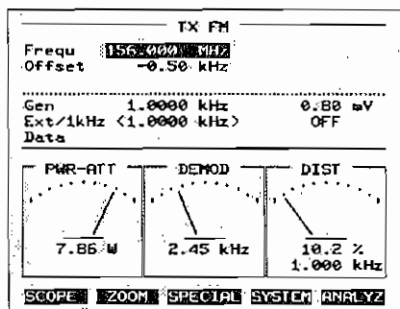 TX FM
Frequ 156.000 MHz
Offset -0.50 kHz
Gen 1.0000 kHz 0.80 mV
Ext/1kHz <1.0000 kHz> OFF
Data
PWR-ATT DEMOD DIST
7.86 W 2.45 kHz 10.2 %
1.000 kHz
SCOPE ZOOM SPECIAL SYSTEM ANALYZ